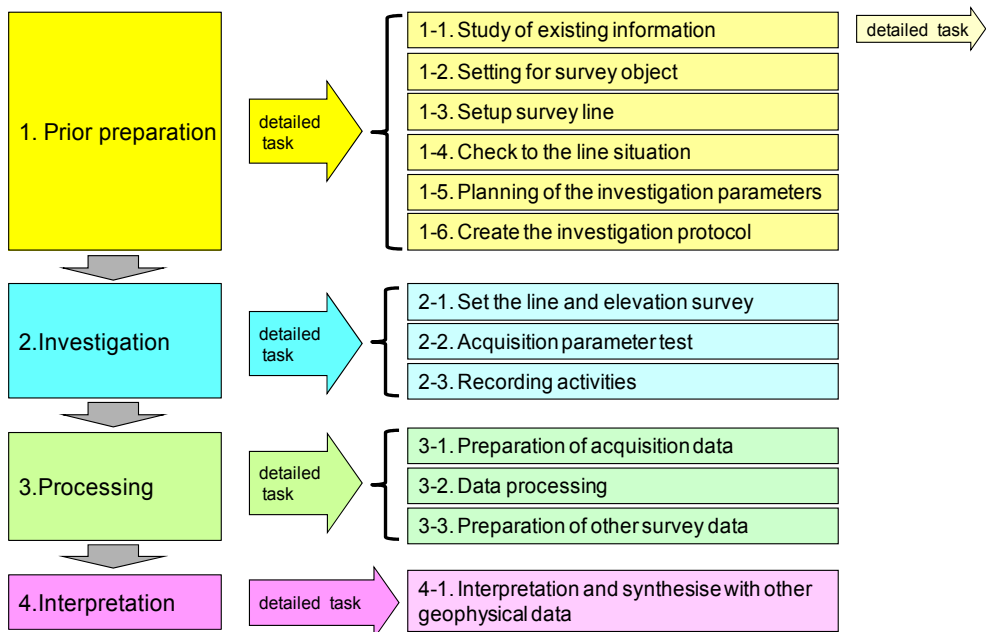 1. Prior preparation
detailed
task
1-1. Study of existing information
detailed task
1-2. Setting for survey object
1-3. Setup survey line
1-4. Check to the line situation
1-5. Planning of the investigation parameters
1-6. Create the investigation protocol
2.Investigation
detailed
task
2-1. Set the line and elevation survey
2-2. Acquisition parameter test
2-3. Recording activities
3.Processing
detailed
task
3-1. Preparation of acquisition data
3-2. Data processing
3-3. Preparation of other survey data
4.Interpretation
detailed task
4-1. Interpretation and synthesise with other
geophysical data